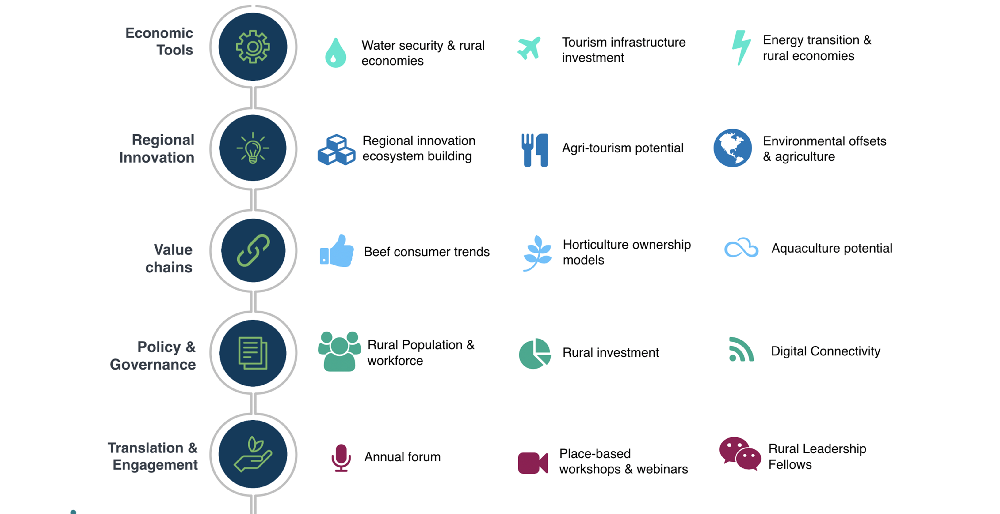 Economic
Tools
Water security & rural
economies
Tourism infrastructure
investment
Energy transition &
rural economies
Regional
Innovation
Regional innovation
ecosystem building
Agri-tourism potential
Environmental offsets
& agriculture
Value
chains
Beef consumer trends
Horticulture ownership
models
Aquaculture potential
Policy &
Governance
Rural Population &
workforce
Rural investment
Digital Connectivity
Translation &
Engagement
Annual forum
Place-based
workshops & webinars
Rural Leadership
Fellows